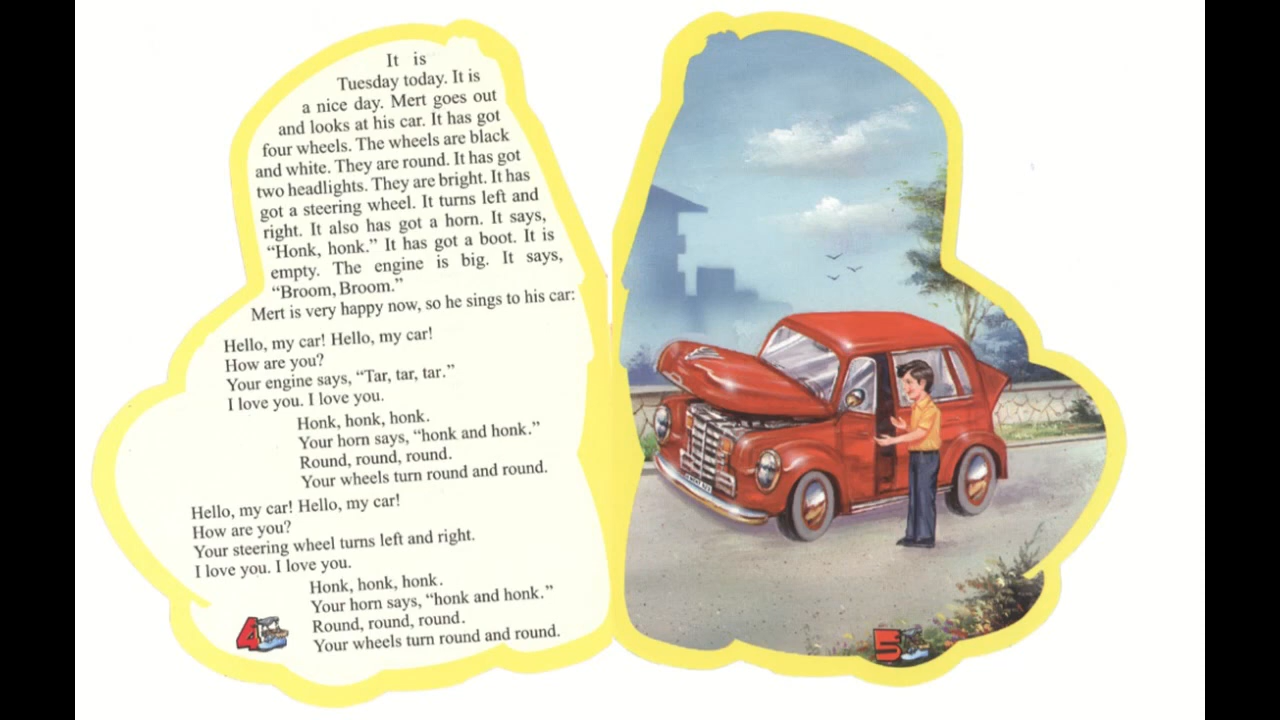 It is
Tuesday today. It is
a nice day. Mert goes out
and looks at his car. It has got
four wheels. The wheels are black
and white. They are round. It has got
two headlights. They are bright. It has
got a steering wheel. It turns left and
right. It also has got a horn. It says,
“Honk, honk.” It has got a boot. It is
empty. The engine is big. It says,
“Broom, Broom.”
Mert is very happy now, so he sings to his car:
Hello, my car! Hello, my car!
How are you?
Your engine says, “Tar, tar, tar.”
I love you. I love you.
Honk, honk, honk.
Your horn says, “honk and honk.”
Round, round, round.
Your wheels turn round and round.
Hello, my car! Hello, my car!
How are you?
Your steering wheel turns left and right.
I love you. I love you.
Honk, honk, honk.
Your horn says, “honk and honk.”
Round, round, round.
Your wheels turn round and round.
4
5